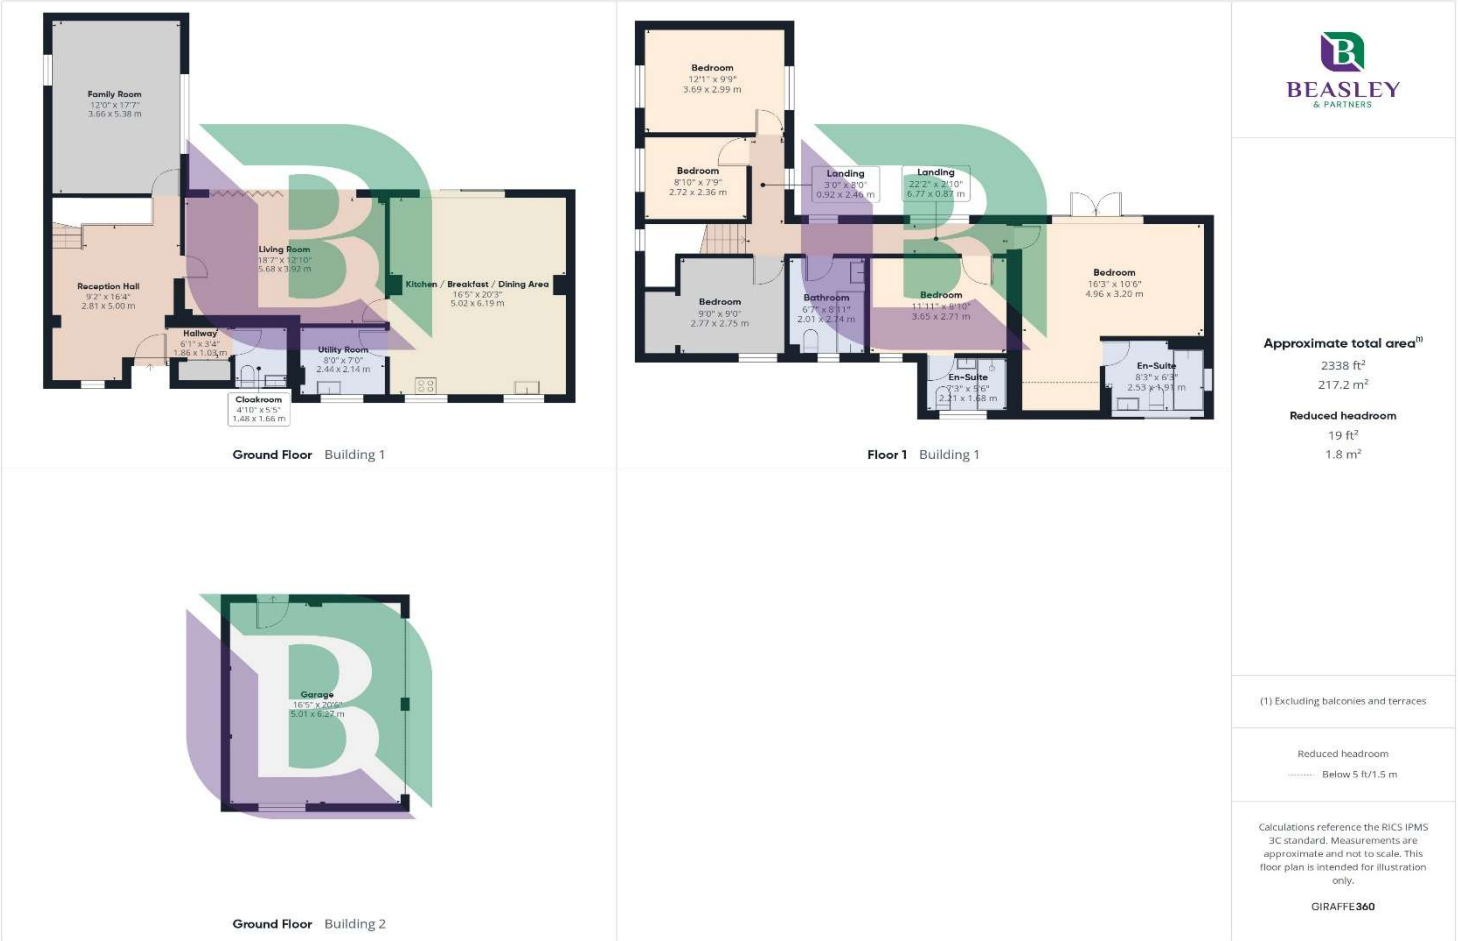 Family Room
12'0" x 17'7"
3.66 x 5.38 m
Living Room
18'7" x 12'10"
5.68 x 3.92 m
Reception Hall
9'2" x 16'4"
2.81 x 5.00 m
Kitchen / Breakfast / Dining Area
16'5" x 20'3"
5.02 x 6.19 m
Hallway
6'1" x 3'4"
1.86 x 1.03 m
Utility Room
8'0" x 7'0"
2.44 x 2.14 m
Cloakroom
4'10" x 5'5"
1.48 x 1.66 m
Ground Floor Building 1
Bedroom
12'1" x 9'9"
3.69 x 2.99 m
Bedroom
8'10" x 7'9"
2.72 x 2.36 m
Landing
3'0" x 8'0"
0.92 x 2.46 m
Landing
22'2" x 2'10"
6.77 x 0.87 m
Bedroom
16'3" x 10'6"
4.96 x 3.20 m
Bedroom
9'0" x 9'0"
2.77 x 2.75 m
Bathroom
6'7" x 8'11"
2.01 x 2.74 m
Bedroom
11'11" x 8'10"
3.65 x 2.71 m
En-Suite
7'3" x 5'6"
2.21 x 1.68 m
En-Suite
8'3" x 6'3"
2.53 x 1.91 m
Floor 1 Building 1
Garage
16'5" x 20'6"
5.01 x 6.27 m
Ground Floor Building 2
B
BEASLEY
& PARTNERS
Approximate total area(1)
2338 ft²
217.2 m²
Reduced headroom
19 ft²
1.8 m²
(1) Excluding balconies and terraces
Reduced headroom
Below 5 ft/1.5 m
Calculations reference the RICS IPMS
3C standard. Measurements are
approximate and not to scale. This
floor plan is intended for illustration
only.
GIRAFFE360